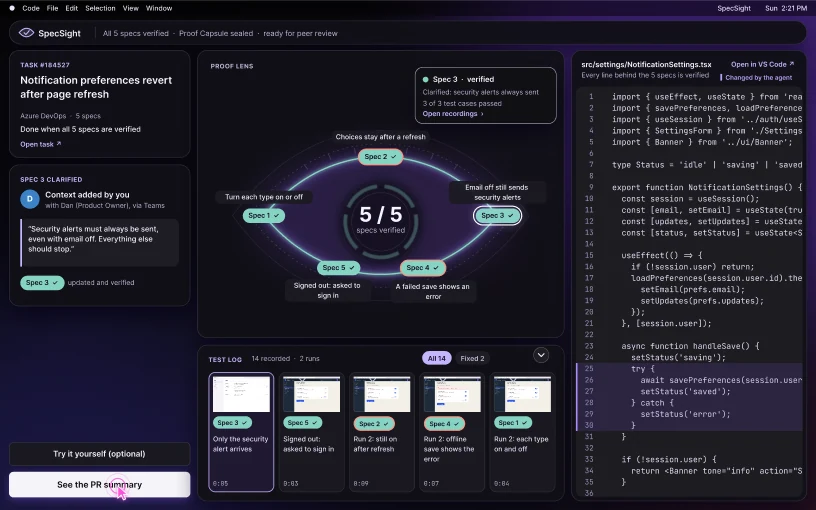 Code File Edit Selection View Window
SpecSight Sun 2:21 PM
SpecSight All 5 specs verified · Proof Capsule sealed · ready for peer review
TASK #184527
Notification preferences revert
after page refresh
Azure DevOps · 5 specs
Done when all 5 specs are verified
Open task ↗
SPEC 3 CLARIFIED
D
Context added by you
with Dan (Product Owner), via Teams
"Security alerts must always be sent,
even with email off. Everything else
should stop."
Spec 3 ✓ updated and verified
Try it yourself (optional)
See the PR summary
PROOF LENS
Spec 3 · verified
Clarified: security alerts always sent
3 of 3 test cases passed
Open recordings ›
Choices stay after a refresh
Spec 2 ✓
Turn each type on or off
Spec 1 ✓
Email off still sends
security alerts
Spec 3 ✓
5 / 5
specs verified
Spec 5 ✓
Signed out: asked to
sign in
Spec 4 ✓
A failed save shows an
error
TEST LOG 14 recorded · 2 runs
All 14 Fixed 2
Spec 3 ✓
Only the security
alert arrives
0:05
Spec 5 ✓
Signed out:
asked to sign in
0:03
Spec 2 ✓
Run 2: still on
after refresh
0:09
Spec 4 ✓
Run 2: offline
save shows the
error
0:07
Spec 1 ✓
Run 2: each type
on and off
0:04
src/settings/NotificationSettings.tsx Open in VS Code ↗
Every line behind the 5 specs is verified Changed by the agent
1 import { useEffect, useState } from 'rea
2 import { savePreferences, loadPreference
3 import { useSession } from '../auth/useS
4 import { SettingsForm } from './Settings
5 import { Banner } from '../ui/Banner';
6
7 type Status = 'idle' | 'saving' | 'saved
8
9 export function NotificationSettings() {
10 const session = useSession();
11 const [email, setEmail] = useState(tru
12 const [updates, setUpdates] = useState
13 const [status, setStatus] = useState<S
14
15 useEffect(() => {
16 if (!session.user) return;
17 loadPreferences(session.user.id).the
18 setEmail(prefs.email);
19 setUpdates(prefs.updates);
20 });
21 }, [session.user]);
22
23 async function handleSave() {
24 setStatus('saving');
25 try {
26 await savePreferences(session.user
27 setStatus('saved');
28 } catch {
29 setStatus('error');
30 }
31 }
32
33 if (!session.user) {
34 return <Banner tone="info" action="S
35 }
36